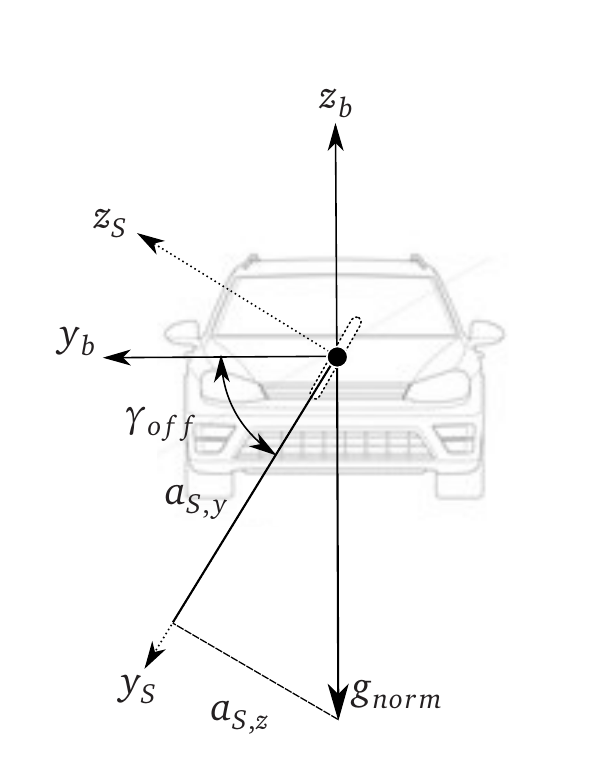 z_b
z_S
y_b
γ_off
a_S,y
y_S
g_norm
a_S,z